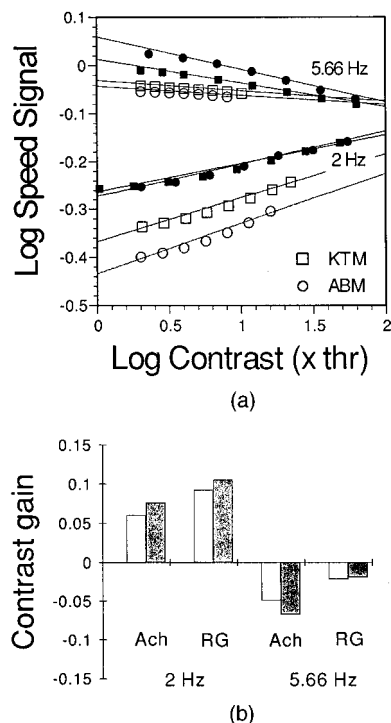 0.1
0.05
0
-0.1
-0.2
-0.3
-0.4
-0.5
Log Speed Signal
5.66 Hz
2 Hz
KTM
ABM
0 0.5 1 1.5 2
Log Contrast (x thr)
(a)
0.15
0.1
0.05
0
-0.05
-0.1
-0.15
Contrast gain
Ach RG Ach RG
2 Hz 5.66 Hz
(b)